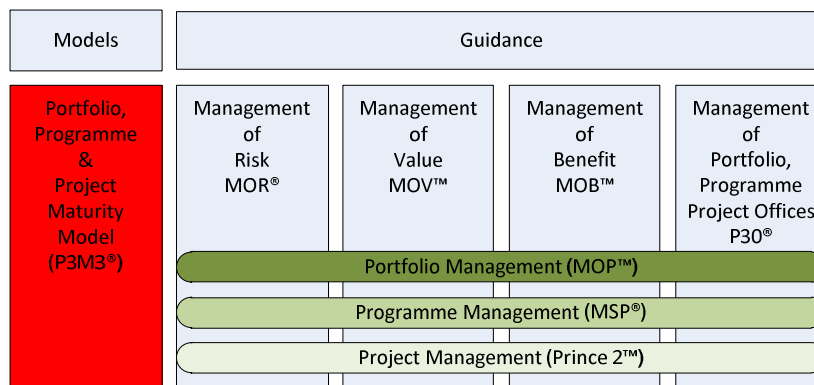 Models
Guidance
Portfolio,
Programme
&
Project
Maturity
Model
(P3M3®)
Management
of
Risk
MOR®
Management
of
Value
MOV™
Management
of
Benefit
MOB™
Management
of
Portfolio,
Programme
Project Offices
P30®
Portfolio Management (MOP™)
Programme Management (MSP®)
Project Management (Prince 2™)